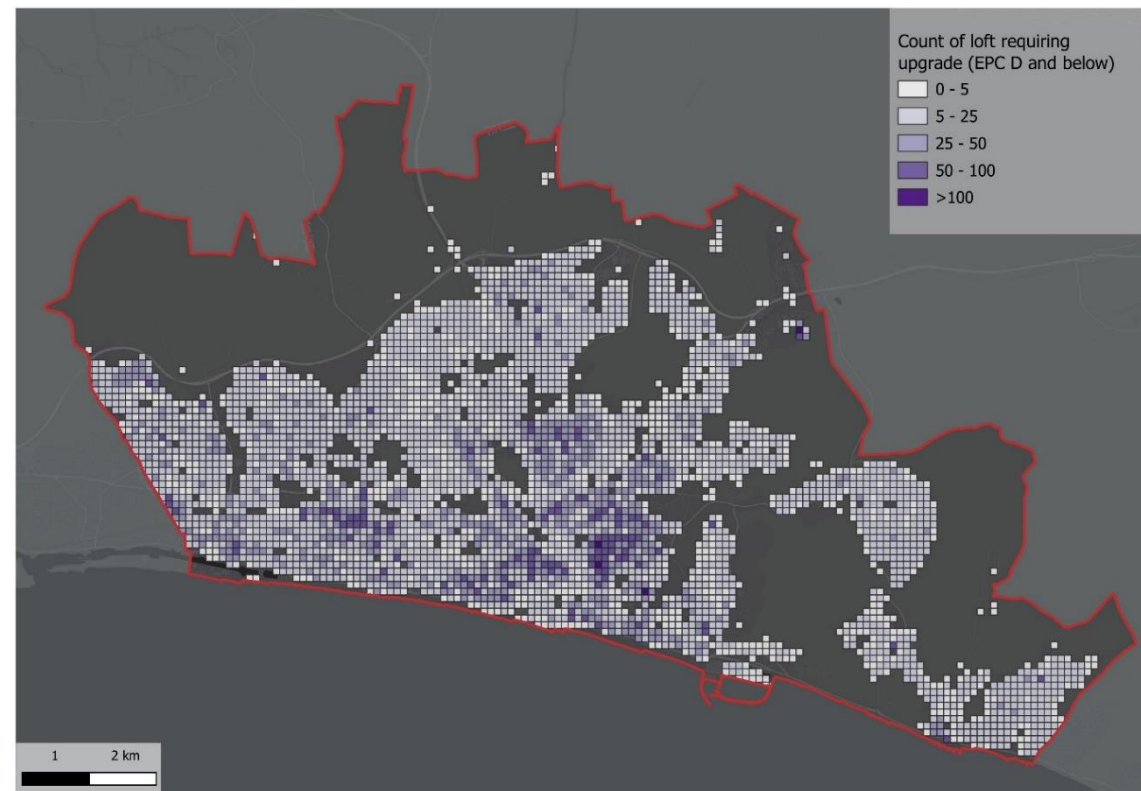 Count of loft requiring
upgrade (EPC D and below)
0 - 5
5 - 25
25 - 50
50 - 100
>100
1 2 km